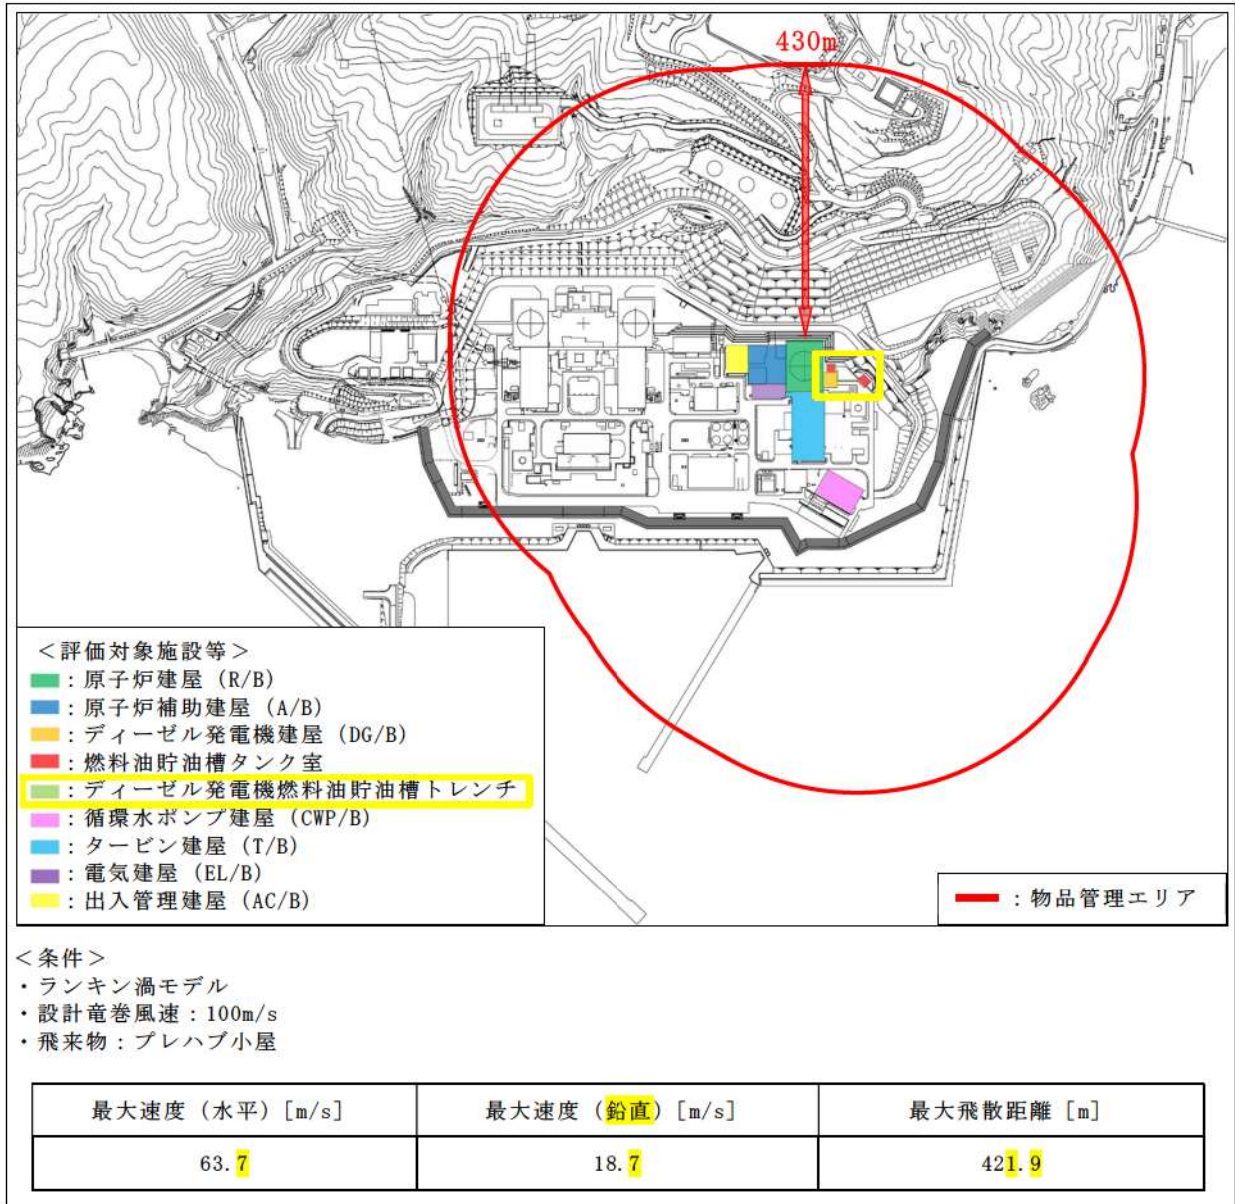 430m
＜評価対象施設等＞
：原子炉建屋 (R/B)
：原子炉補助建屋 (A/B)
：ディーゼル発電機建屋 (DG/B)
：燃料油貯油槽タンク室
：ディーゼル発電機燃料油貯油槽トレンチ
：循環水ポンプ建屋 (CWP/B)
：タービン建屋 (T/B)
：電気建屋 (EL/B)
：出入管理建屋 (AC/B)
：物品管理エリア
＜条件＞
・ランキン渦モデル
・設計竜巻風速：100m/s
・飛来物：プレハブ小屋
最大速度（水平）[m/s] 最大速度（鉛直）[m/s] 最大飛散距離 [m]
63.7 18.7 421.9